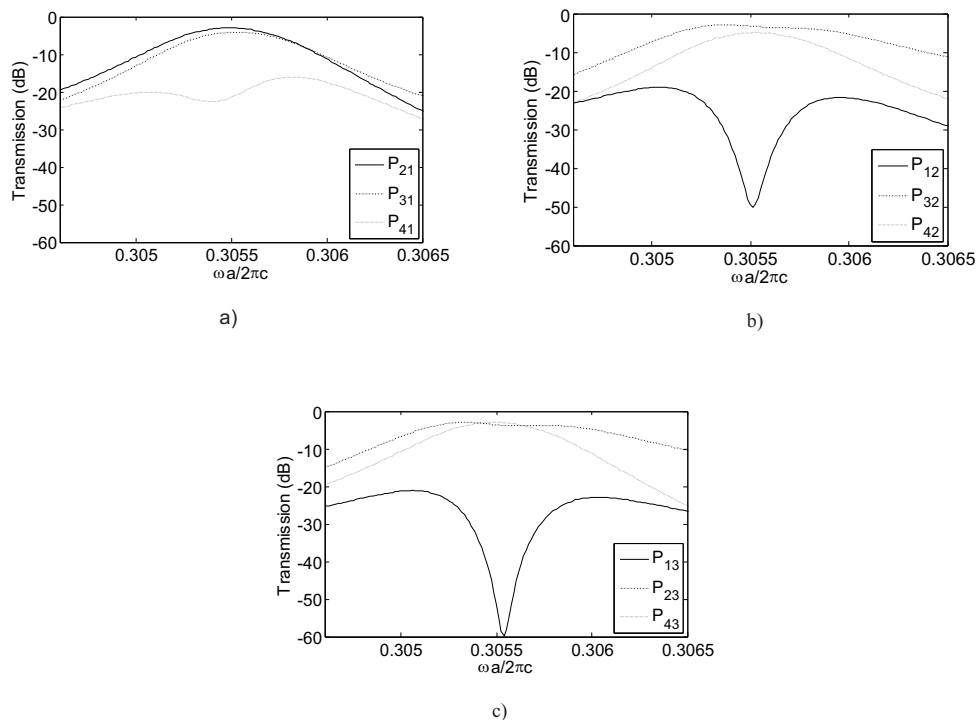 0
-10
-20
-30
-40
-50
-60
Transmission (dB)
0.305
0.3055
0.306
0.3065
ωa/2πc
P21
P31
P41
a)
0
-10
-20
-30
-40
-50
-60
Transmission (dB)
0.305
0.3055
0.306
0.3065
ωa/2πc
P12
P32
P42
b)
0
-10
-20
-30
-40
-50
-60
Transmission (dB)
0.305
0.3055
0.306
0.3065
ωa/2πc
P13
P23
P43
c)